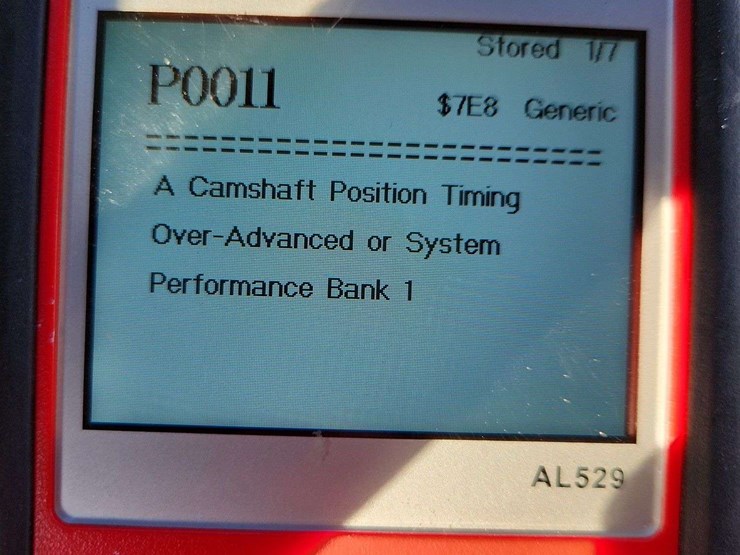 Stored 1/7
P0011
$7E8 Generic
==========================
A Camshaft Position Timing
Over-Advanced or System
Performance Bank 1
AL529